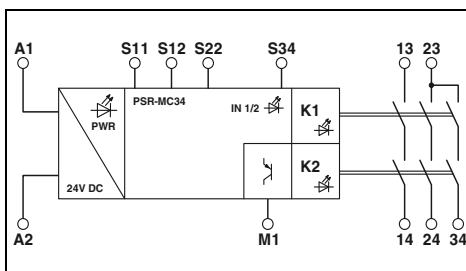 A1 S11 S12 S22 S34 13 23
PSR-MC34 IN 1/2 K1
PWR
K2
24V DC
A2 M1 14 24 34